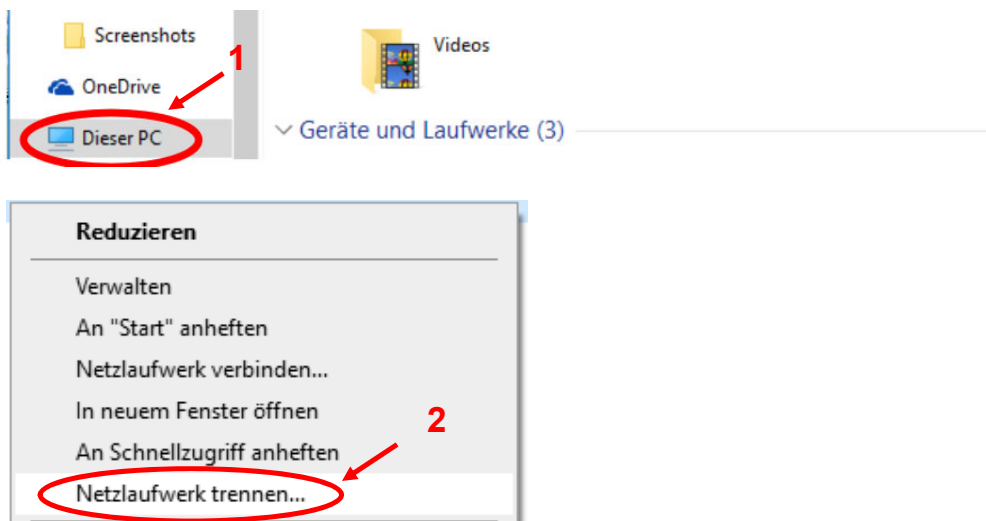 Screenshots
1
Videos
OneDrive
Dieser PC
Geräte und Laufwerke (3)
Reduzieren
Verwalten
An "Start" anheften
Netzlaufwerk verbinden...
In neuem Fenster öffnen
2
An Schnellzugriff anheften
Netzlaufwerk trennen...